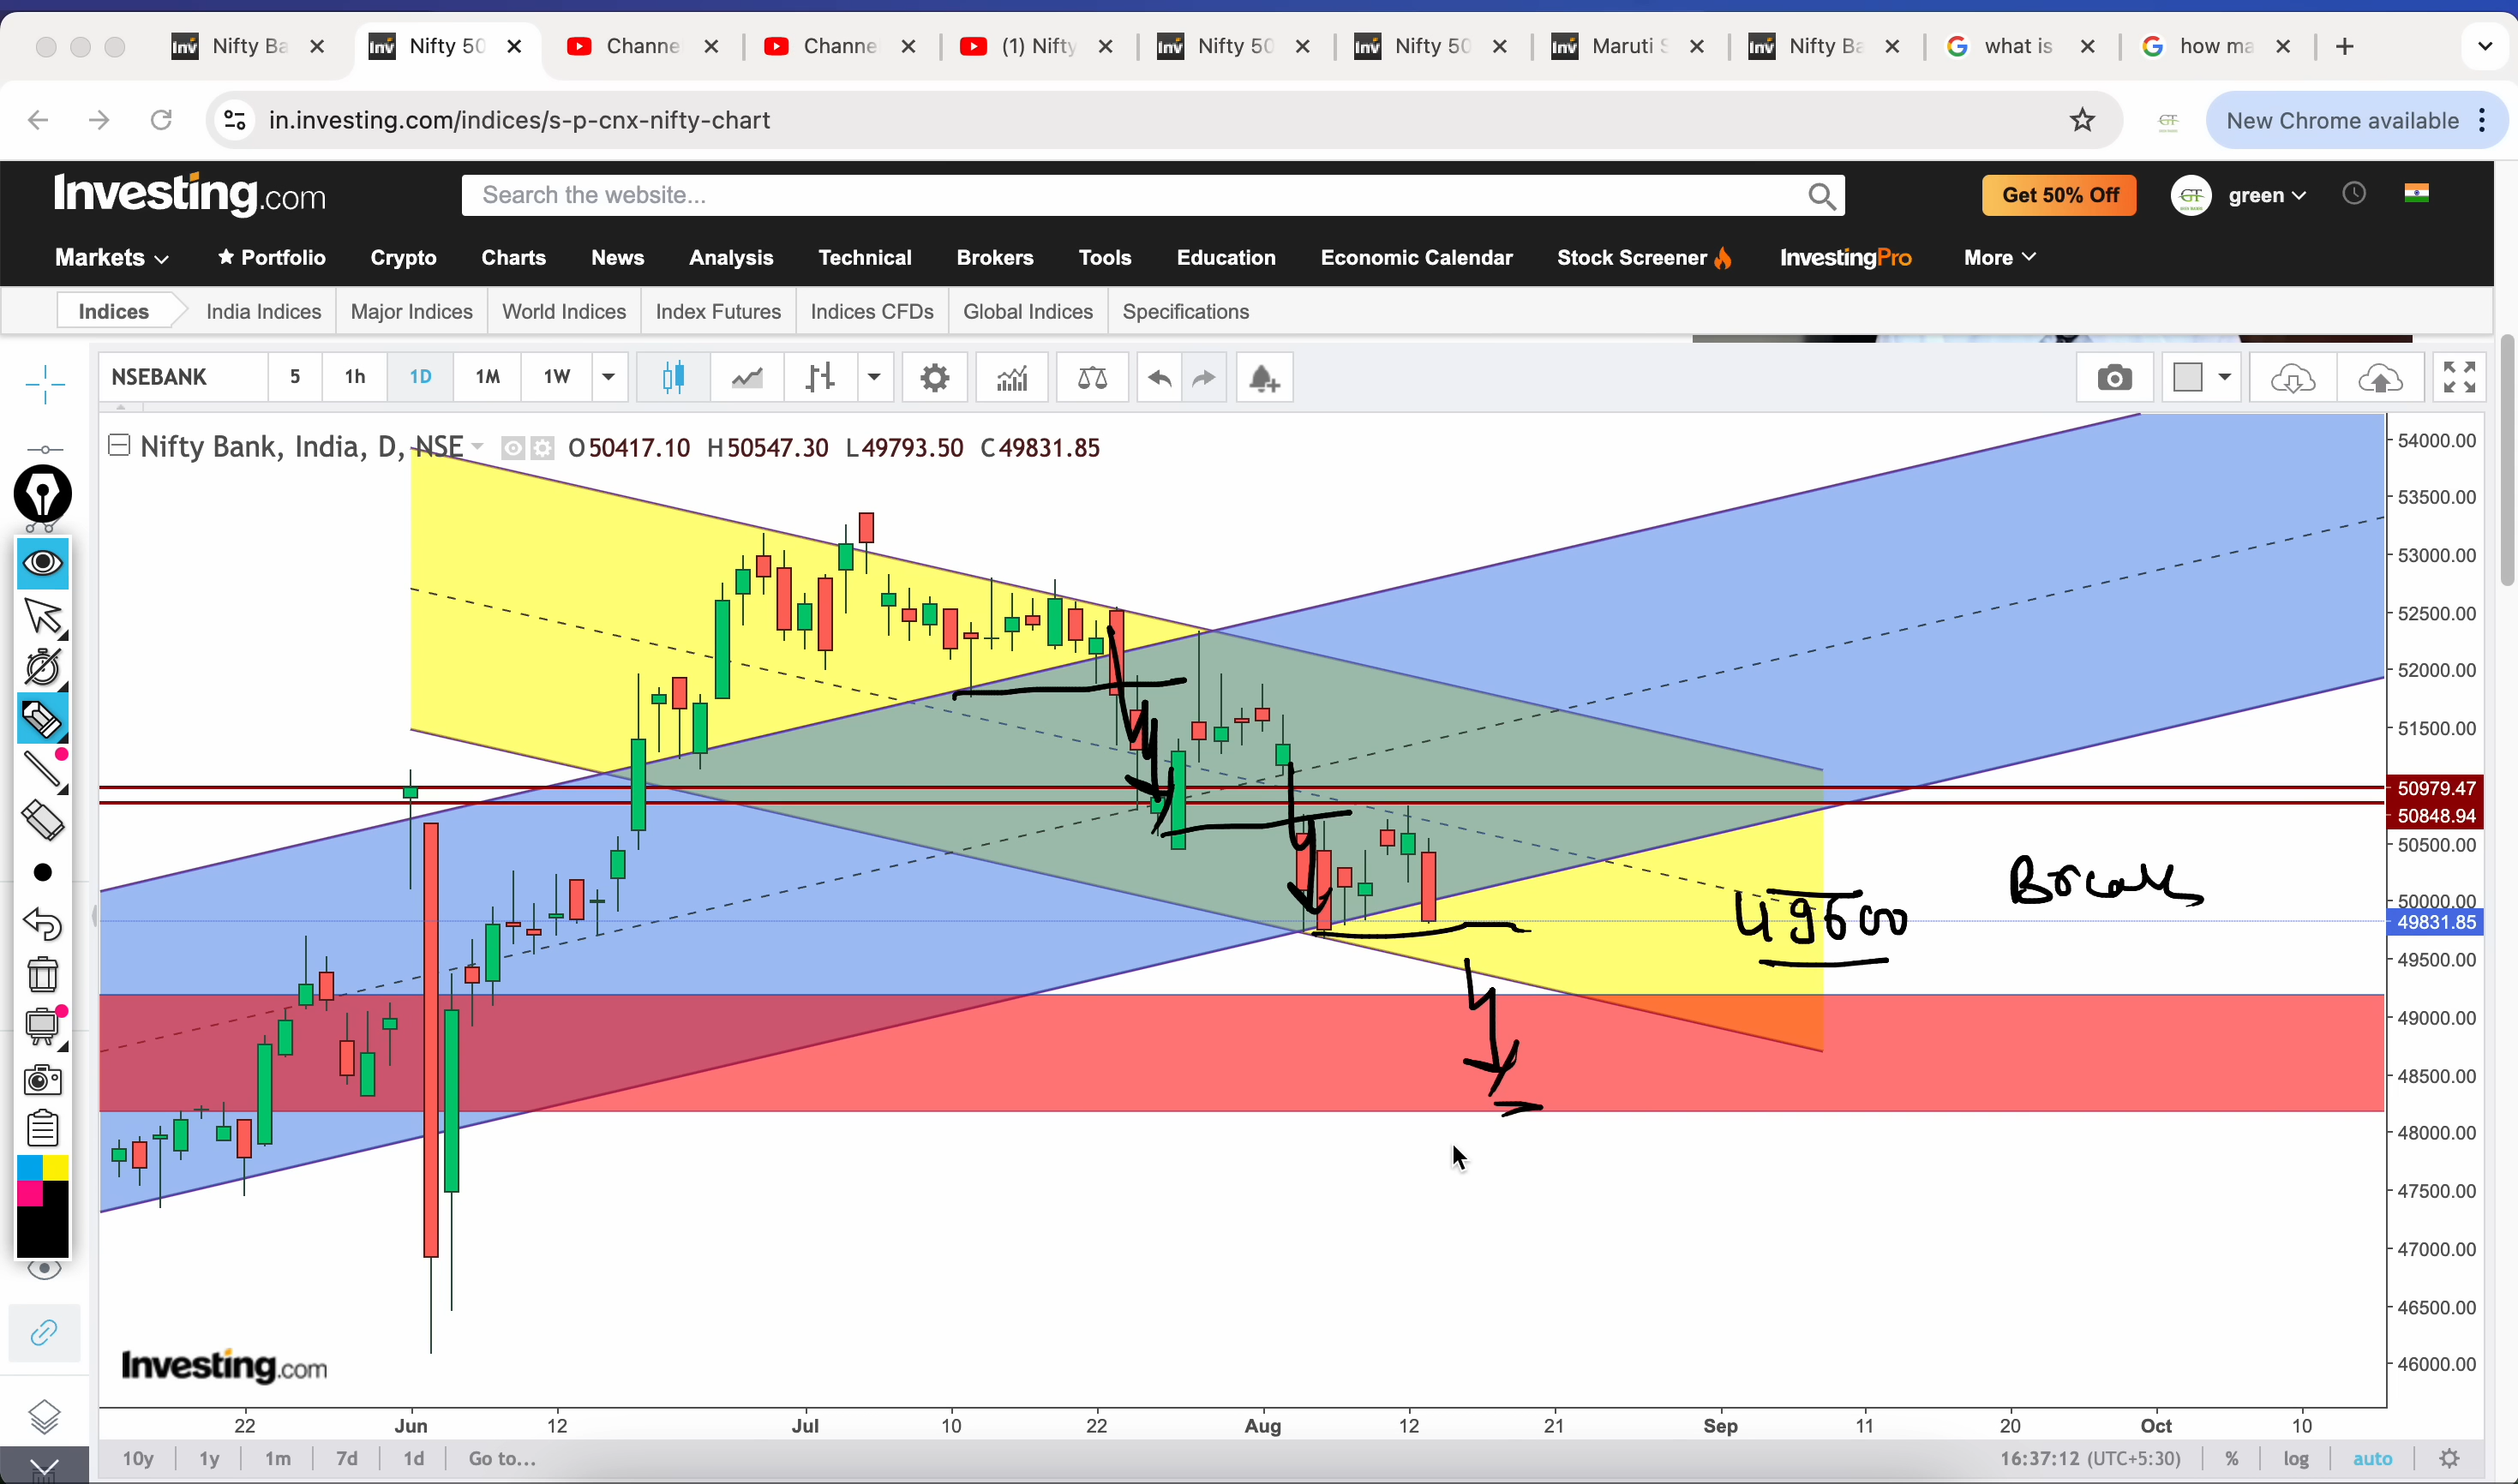 Nifty Ba
Nifty 50
Channe
Channe
(1) Nifty
Nifty 50
Nifty 50
Maruti S
Nifty Ba
what is
how ma
in.investing.com/indices/s-p-cnx-nifty-chart
New Chrome available
Investing.com
Search the website...
Get 50% Off
GT
green
Markets
Portfolio
Crypto
Charts
News
Analysis
Technical
Brokers
Tools
Education
Economic Calendar
Stock Screener
InvestingPro
More
Indices
India Indices
Major Indices
World Indices
Index Futures
Indices CFDs
Global Indices
Specifications
NSEBANK
5
1h
1D
1M
1W
Nifty Bank, India, D, NSE
O50417.10 H50547.30 L49793.50 C49831.85
54000.00
53500.00
53000.00
52500.00
52000.00
51500.00
50979.47
50848.94
50500.00
50000.00
49831.85
49500.00
49000.00
48500.00
48000.00
47500.00
47000.00
46500.00
46000.00
49600
Break
Investing.com
22
Jun
12
Jul
10
22
Aug
12
21
Sep
11
20
Oct
10
10y
1y
1m
7d
1d
Go to...
16:37:12 (UTC+5:30)
%
log
auto